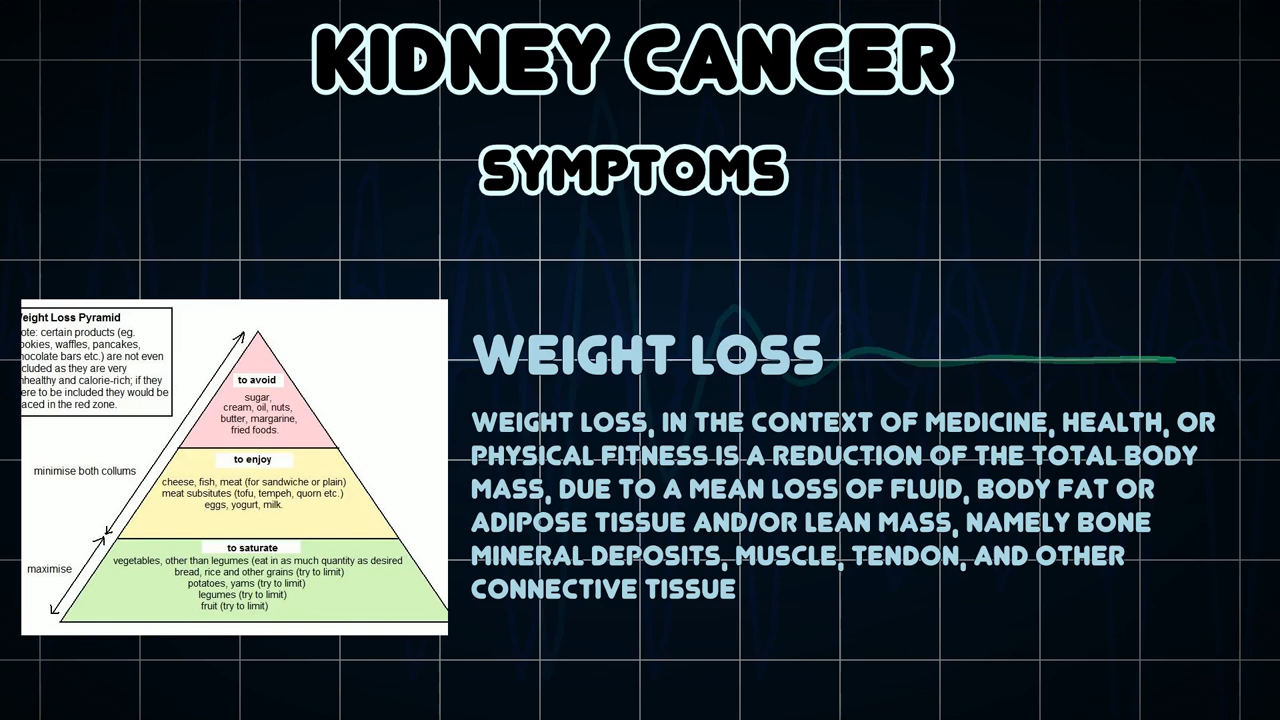 KIDNEY CANCER
SYMPTOMS
eight Loss Pyramid
ote: certain products (eg.
ookies, waffles, pancakes,
hocolate bars etc.) are not even
cluded as they are very
nhealthy and calorie-rich; if they
ere to be included they would be
aced in the red zone.
to avoid
sugar,
cream, oil, nuts,
butter, margarine,
fried foods.
to enjoy
minimise both collums
cheese, fish, meat (for sandwiche or plain)
meat subsitutes (tofu, tempeh, quorn etc.)
eggs, yogurt, milk.
to saturate
maximise
vegetables, other than legumes (eat in as much quantity as desired
bread, rice and other grains (try to limit)
potatoes, yams (try to limit)
legumes (try to limit)
fruit (try to limit)
WEIGHT LOSS
WEIGHT LOSS, IN THE CONTEXT OF MEDICINE, HEALTH, OR
PHYSICAL FITNESS IS A REDUCTION OF THE TOTAL BODY
MASS, DUE TO A MEAN LOSS OF FLUID, BODY FAT OR
ADIPOSE TISSUE AND/OR LEAN MASS, NAMELY BONE
MINERAL DEPOSITS, MUSCLE, TENDON, AND OTHER
CONNECTIVE TISSUE